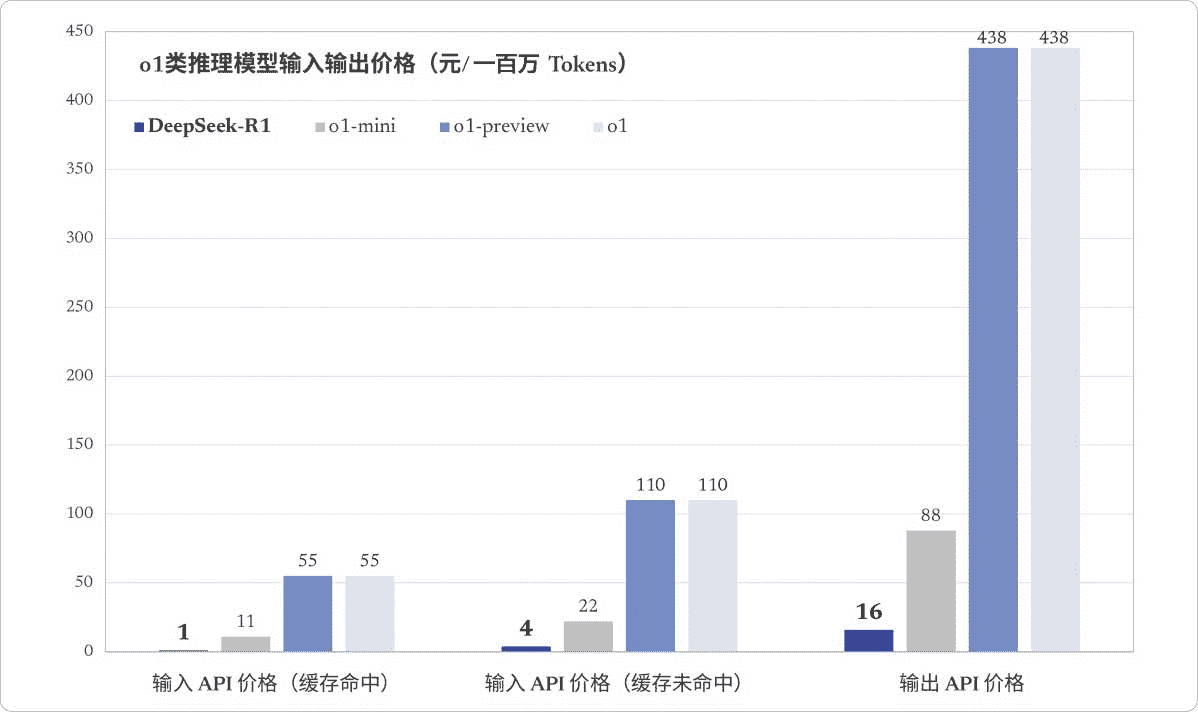 o1类推理模型输入输出价格（元/一百万 Tokens）
DeepSeek-R1 o1-mini o1-preview o1
450
400
350
300
250
200
150
100
50
0
1 11 55 55
4 22 110 110
16 88 438 438
输入 API 价格（缓存命中） 输入 API 价格（缓存未命中） 输出 API 价格